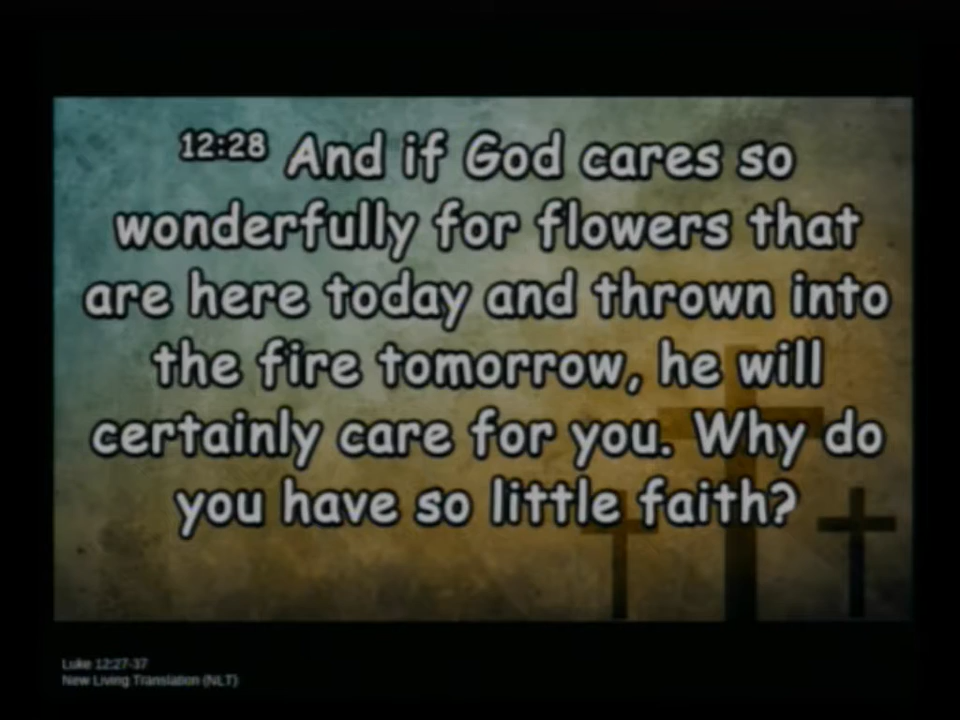 12:28 And if God cares so
wonderfully for flowers that
are here today and thrown into
the fire tomorrow, he will
certainly care for you. Why do
you have so little faith?
Luke 12:27-37
New Living Translation (NLT)